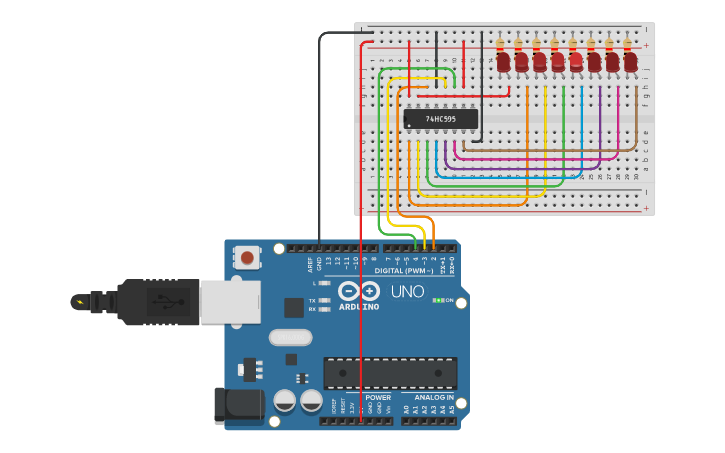 74HC595
AREF
GND
13
12
~11
~10
~9
8
7
~6
~5
4
~3
2
TX→1
RX←0
DIGITAL (PWM~)
L
TX
RX
ARDUINO
UNO
ON
POWER
ANALOG IN
IOREF
RESET
3.3V
GND
GND
Vin
A0
A1
A2
A3
A4
A5